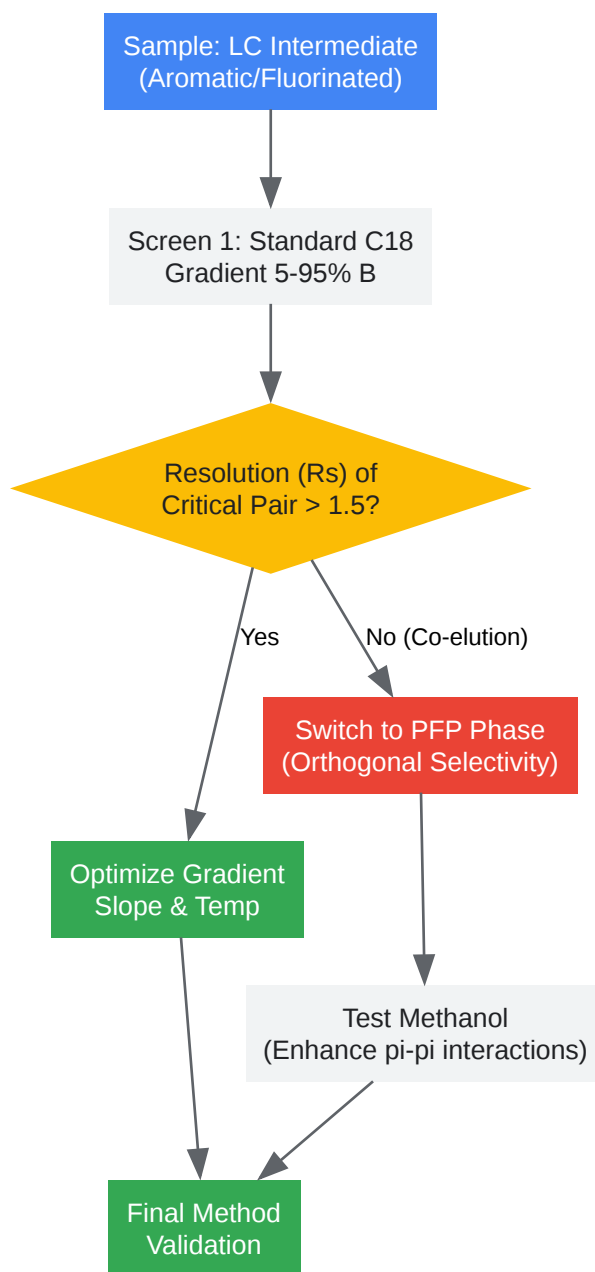 Sample: LC Intermediate
(Aromatic/Fluorinated)
Screen 1: Standard C18
Gradient 5-95% B
Resolution (Rs) of
Critical Pair > 1.5?
Yes
No (Co-elution)
Switch to PFP Phase
(Orthogonal Selectivity)
Optimize Gradient
Slope & Temp
Test Methanol
(Enhance pi-pi interactions)
Final Method
Validation